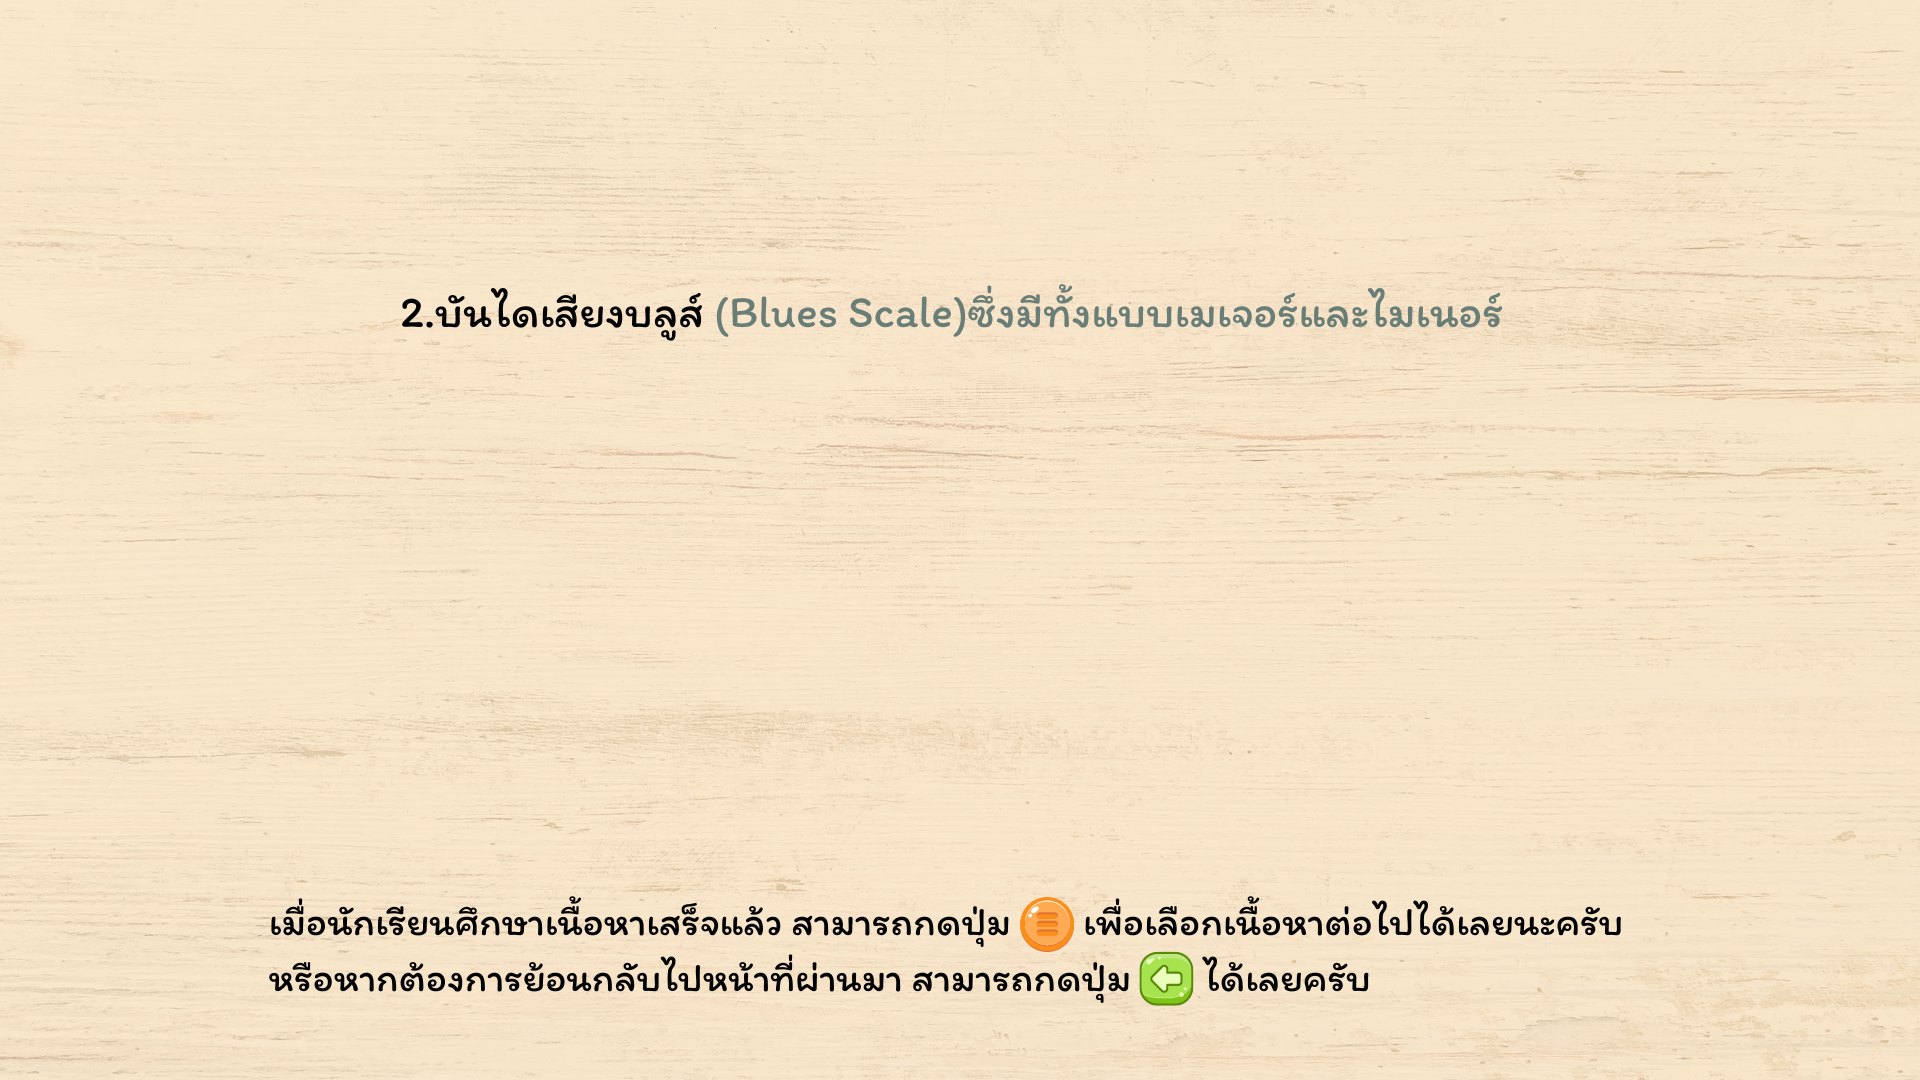 2.บันไดเสียงบลูส์ (Blues Scale)ซึ่งมีทั้งแบบเมเจอร์และไมเนอร์
เมื่อนักเรียนศึกษาเนื้อหาเสร็จแล้ว สามารถกดปุ่ม เพื่อเลือกเนื้อหาต่อไปได้เลยนะครับ
หรือหากต้องการย้อนกลับไปหน้าที่ผ่านมา สามารถกดปุ่ม ได้เลยครับ